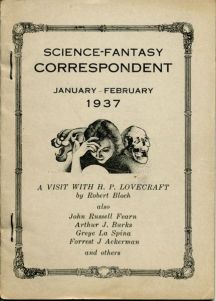 SCIENCE-FANTASY
CORRESPONDENT
JANUARY-FEBRUARY
1937
A VISIT WITH H. P. LOVECRAFT
by Robert Bloch
also
John Russell Fearn
Arthur J. Burks
Greye La Spina
Forrest J Ackerman
and others